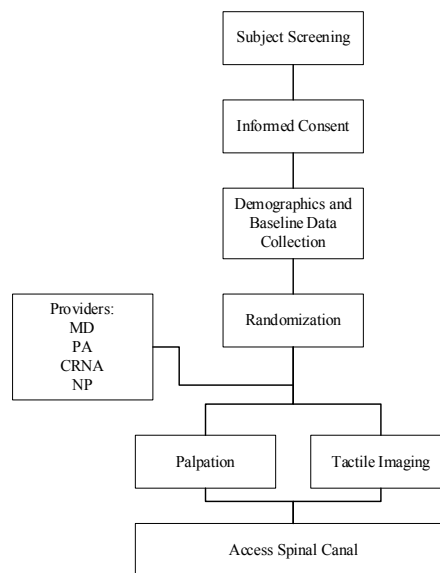 Subject Screening
Informed Consent
Demographics and
Baseline Data
Collection
Randomization
Providers:
MD
PA
CRNA
NP
Palpation
Tactile Imaging
Access Spinal Canal